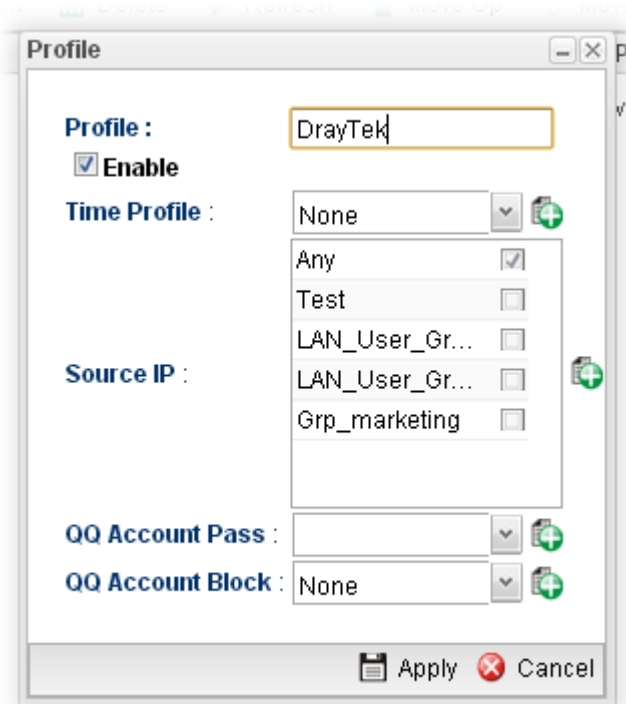 Profile
Profile :
DrayTek
Enable
Time Profile :
None
Any
Test
LAN_User_Gr...
Source IP :
LAN_User_Gr...
Grp_marketing
QQ Account Pass :
QQ Account Block :
None
Apply
Cancel